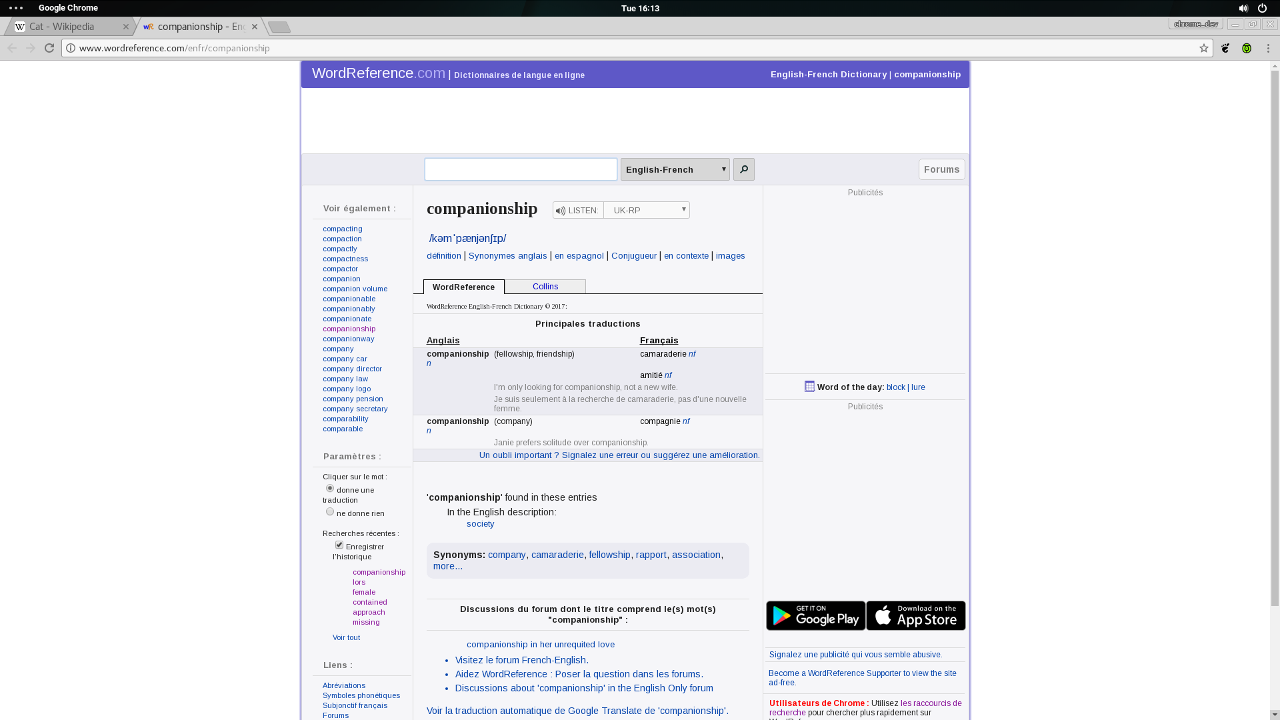 Google Chrome
Tue 16:13
Cat - Wikipedia
companionship - Eng
chrome_dev
www.wordreference.com/enfr/companionship
WordReference.com | Dictionnaires de langue en ligne
English-French Dictionary | companionship
English-French
Forums
Voir également :
compacting
compaction
compactly
compactness
compactor
companion
companion volume
companionable
companionably
companionate
companionship
companionway
company
company car
company director
company law
company logo
company pension
company secretary
comparability
comparable
Paramètres :
Cliquer sur le mot :
donne une
traduction
ne donne rien
Recherches récentes :
Enregistrer
l'historique
companionship
lors
female
contained
approach
missing
Voir tout
Liens :
Abréviations
Symboles phonétiques
Subjonctif français
Forums
companionship
LISTEN:
UK-RP
/kəmˈpænjənʃɪp/
définition | Synonymes anglais | en espagnol | Conjugueur | en contexte | images
WordReference
Collins
WordReference English-French Dictionary © 2017:
Principales traductions
Anglais Français
companionship n (fellowship, friendship) camaraderie nf
amitié nf
I'm only looking for companionship, not a new wife.
Je suis seulement à la recherche de camaraderie, pas d'une nouvelle
femme.
companionship n (company) compagnie nf
Janie prefers solitude over companionship.
Un oubli important ? Signalez une erreur ou suggérez une amélioration.
'companionship' found in these entries
In the English description:
society
Synonyms: company, camaraderie, fellowship, rapport, association,
more...
Discussions du forum dont le titre comprend le(s) mot(s)
"companionship" :
companionship in her unrequited love
Visitez le forum French-English.
Aidez WordReference : Poser la question dans les forums.
Discussions about 'companionship' in the English Only forum
Voir la traduction automatique de Google Translate de 'companionship'.
Publicités
Word of the day: block | lure
Publicités
GET IT ON
Google Play
Download on the
App Store
Signalez une publicité qui vous semble abusive.
Become a WordReference Supporter to view the site
ad-free.
Utilisateurs de Chrome : Utilisez les raccourcis de
recherche pour chercher plus rapidement sur